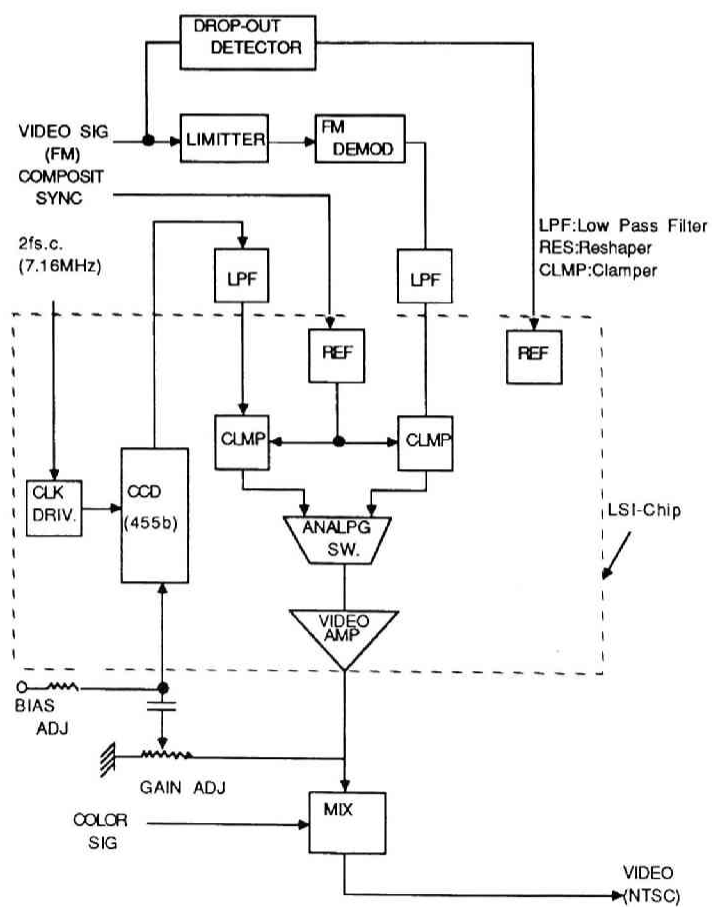 DROP-OUT
DETECTOR
VIDEO SIG
(FM)
LIMITTER
FM
DEMOD
COMPOSIT
SYNC
2fs.c.
(7.16MHz)
LPF
LPF
LPF:Low Pass Filter
RES:Reshaper
CLMP:Clamper
REF
REF
CLMP
CLMP
CLK
DRIV.
CCD
(455b)
ANALPG
SW.
LSI-Chip
VIDEO
AMP
BIAS
ADJ
GAIN ADJ
MIX
COLOR
SIG
VIDEO
(NTSC)